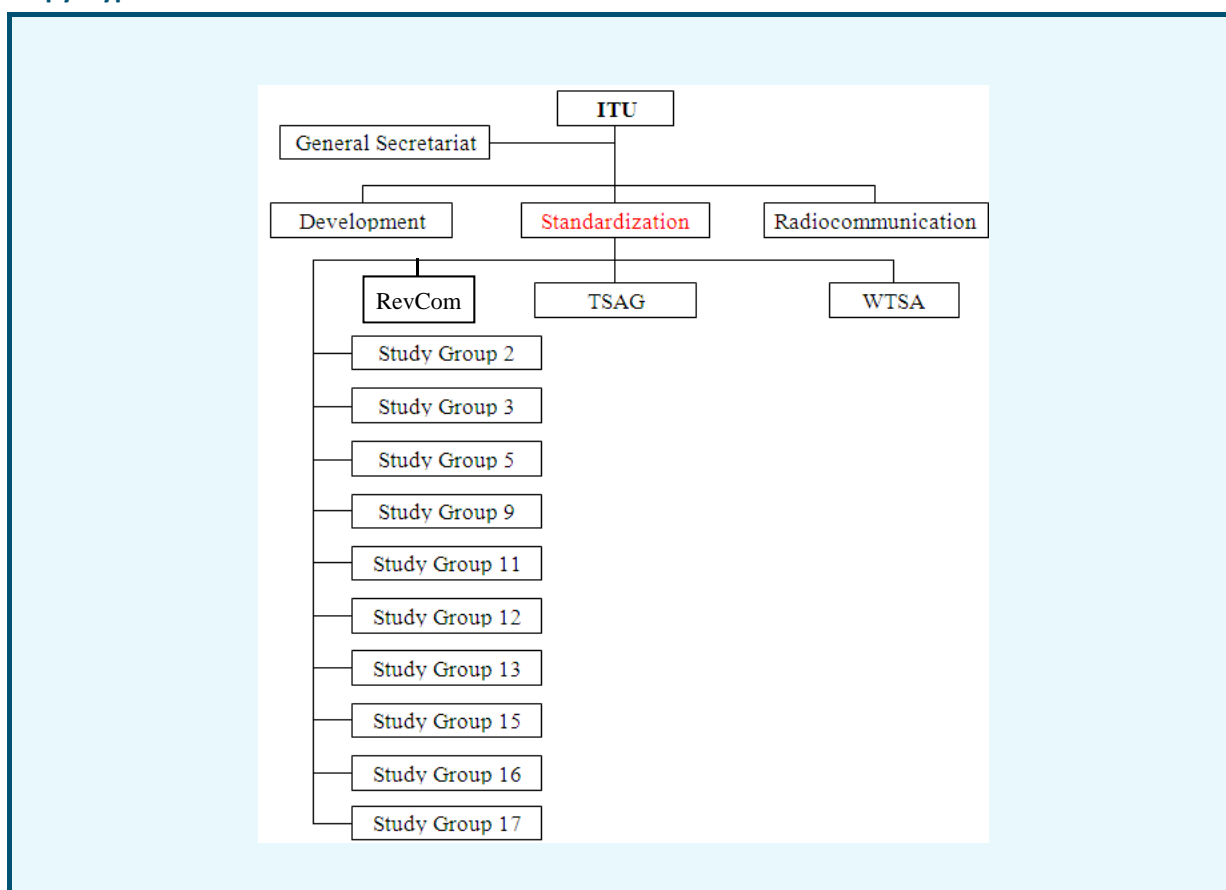 ITU
General Secretariat
Development
Standardization
Radiocommunication
RevCom
TSAG
WTSA
Study Group 2
Study Group 3
Study Group 5
Study Group 9
Study Group 11
Study Group 12
Study Group 13
Study Group 15
Study Group 16
Study Group 17